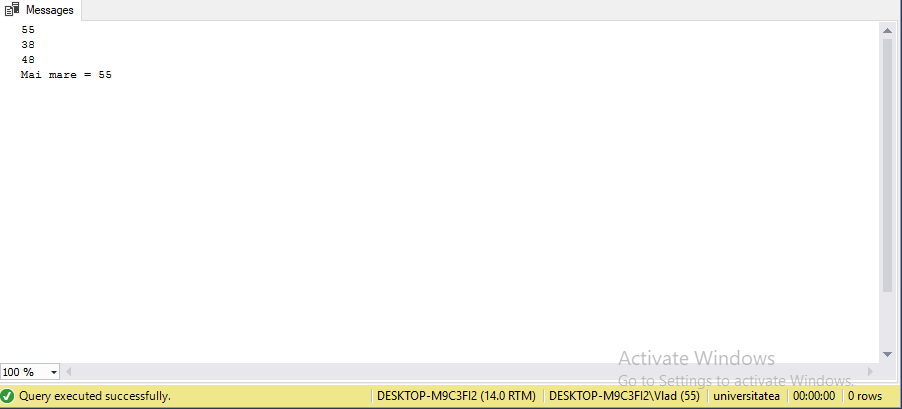 Messages
55
38
48
Mai mare = 55
Activate Windows
Go to Settings to activate Windows.
100 %
Query executed successfully.
DESKTOP-M9C3FI2 (14.0 RTM)
DESKTOP-M9C3FI2\Vlad (55)
universitatea
00:00:00
0 rows